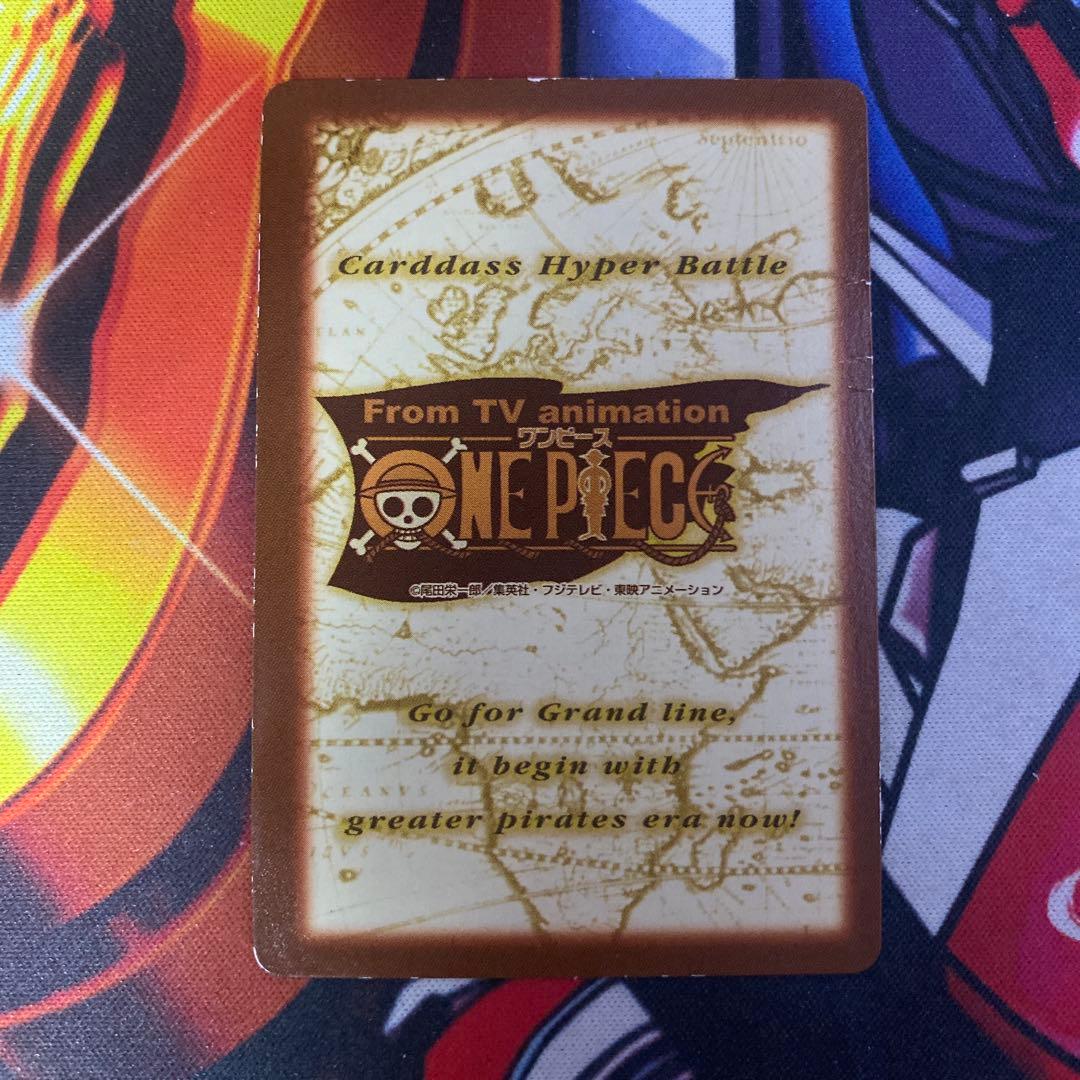 Septentrio
Carddass Hyper Battle
From TV animation
ワンピース
ONE PIECE
©尾田栄一郎／集英社・フジテレビ・東映アニメーション
Go for Grand line,
it begin with
CEANVS
greater pirates era now!